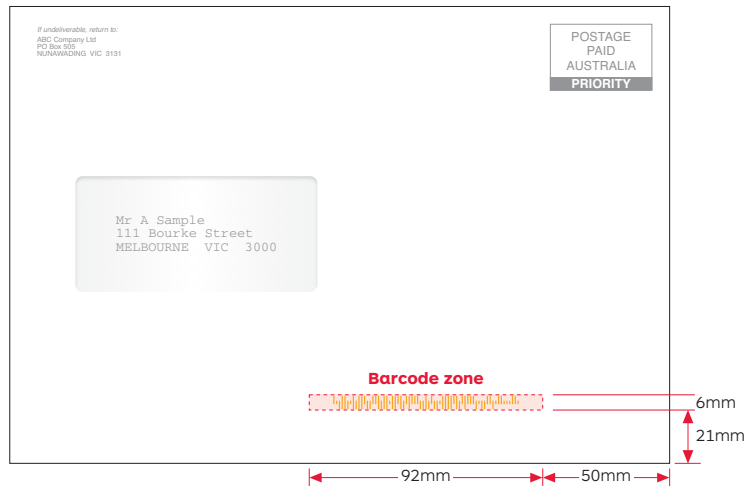 If undeliverable, return to:
ABC Company Ltd
PO Box 505
NUNAWADING VIC 3131
POSTAGE
PAID
AUSTRALIA
PRIORITY
Mr A Sample
111 Bourke Street
MELBOURNE VIC 3000
Barcode zone
6mm
21mm
92mm
50mm